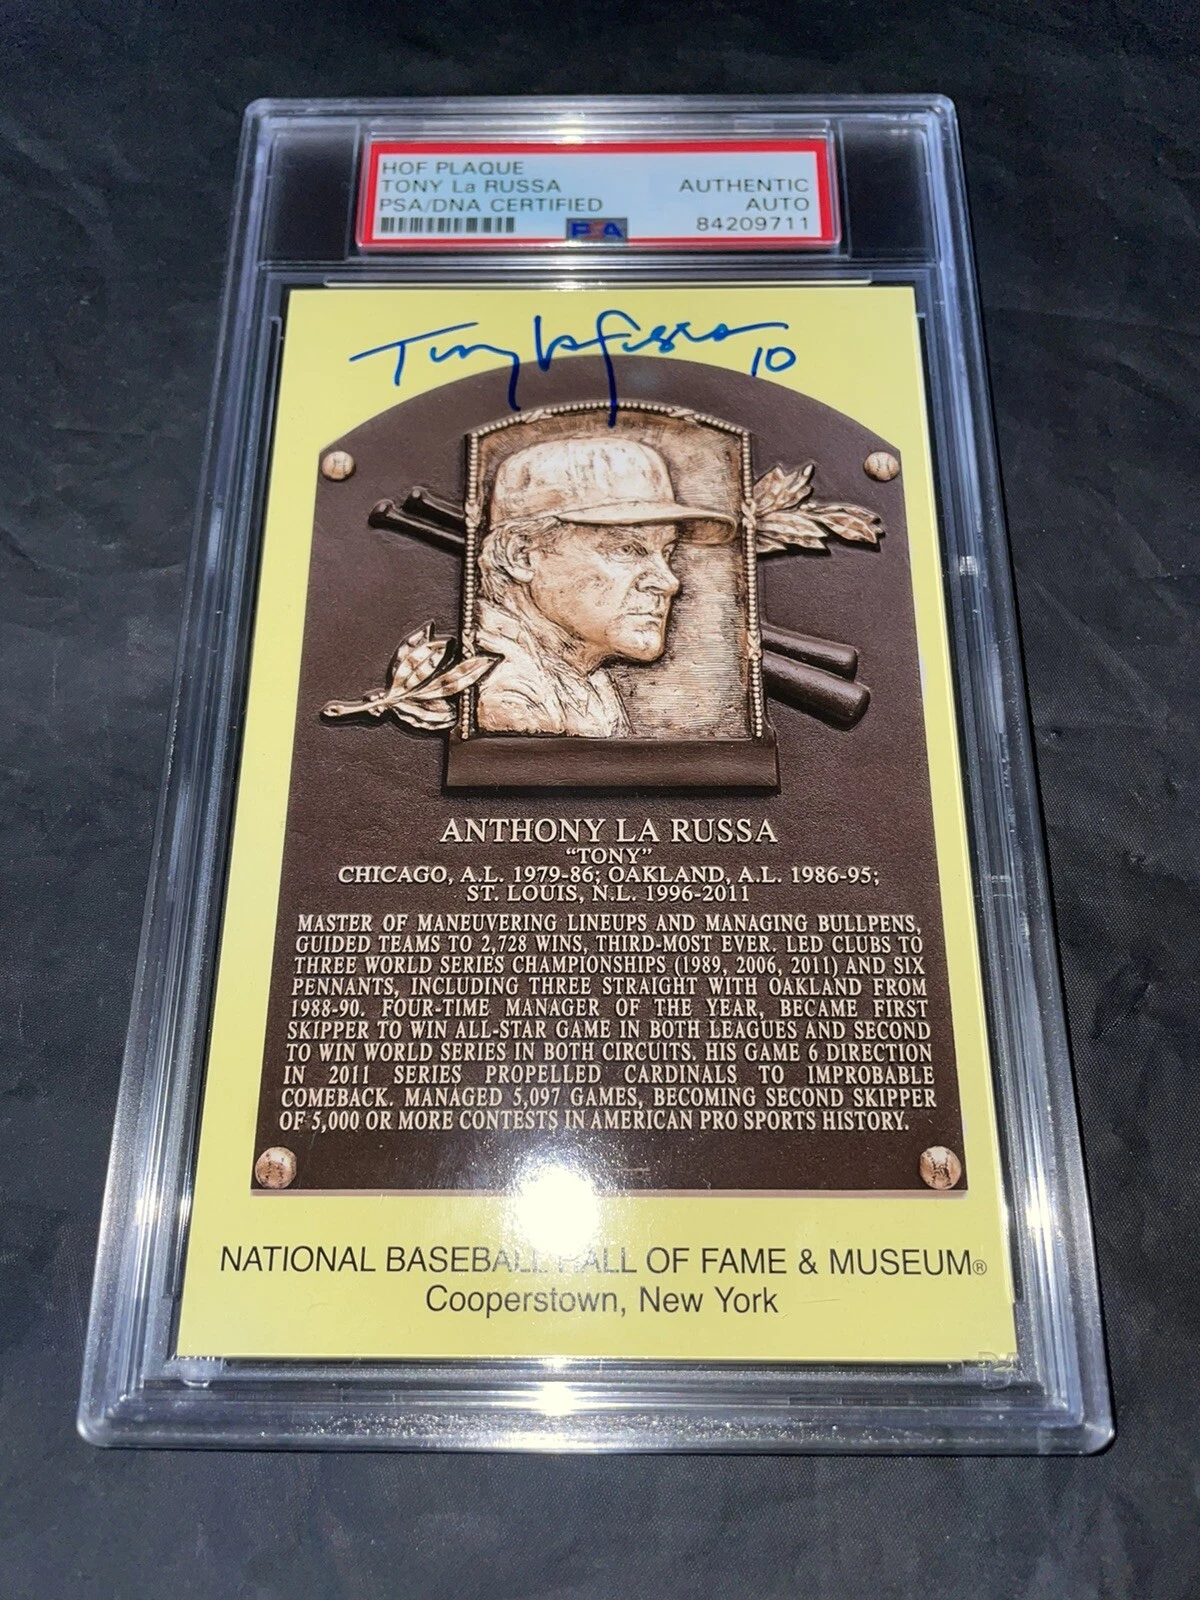 HOF PLAQUE
TONY La RUSSA
PSA/DNA CERTIFIED
AUTHENTIC
AUTO
84209711
PSA
Tony La Russa
10
ANTHONY LA RUSSA
"TONY"
CHICAGO, A.L. 1979-86; OAKLAND, A.L. 1986-95;
ST. LOUIS, N.L. 1996-2011
MASTER OF MANEUVERING LINEUPS AND MANAGING BULLPENS,
GUIDED TEAMS TO 2,728 WINS, THIRD-MOST EVER. LED CLUBS TO
THREE WORLD SERIES CHAMPIONSHIPS (1989, 2006, 2011) AND SIX
PENNANTS, INCLUDING THREE STRAIGHT WITH OAKLAND FROM
1988-90. FOUR-TIME MANAGER OF THE YEAR, BECAME FIRST
SKIPPER TO WIN ALL-STAR GAME IN BOTH LEAGUES AND SECOND
TO WIN WORLD SERIES IN BOTH CIRCUITS. HIS GAME 6 DIRECTION
IN 2011 SERIES PROPELLED CARDINALS TO IMPROBABLE
COMEBACK. MANAGED 5,097 GAMES, BECOMING SECOND SKIPPER
OF 5,000 OR MORE CONTESTS IN AMERICAN PRO SPORTS HISTORY.
NATIONAL BASEBALL HALL OF FAME & MUSEUM®
Cooperstown, New York